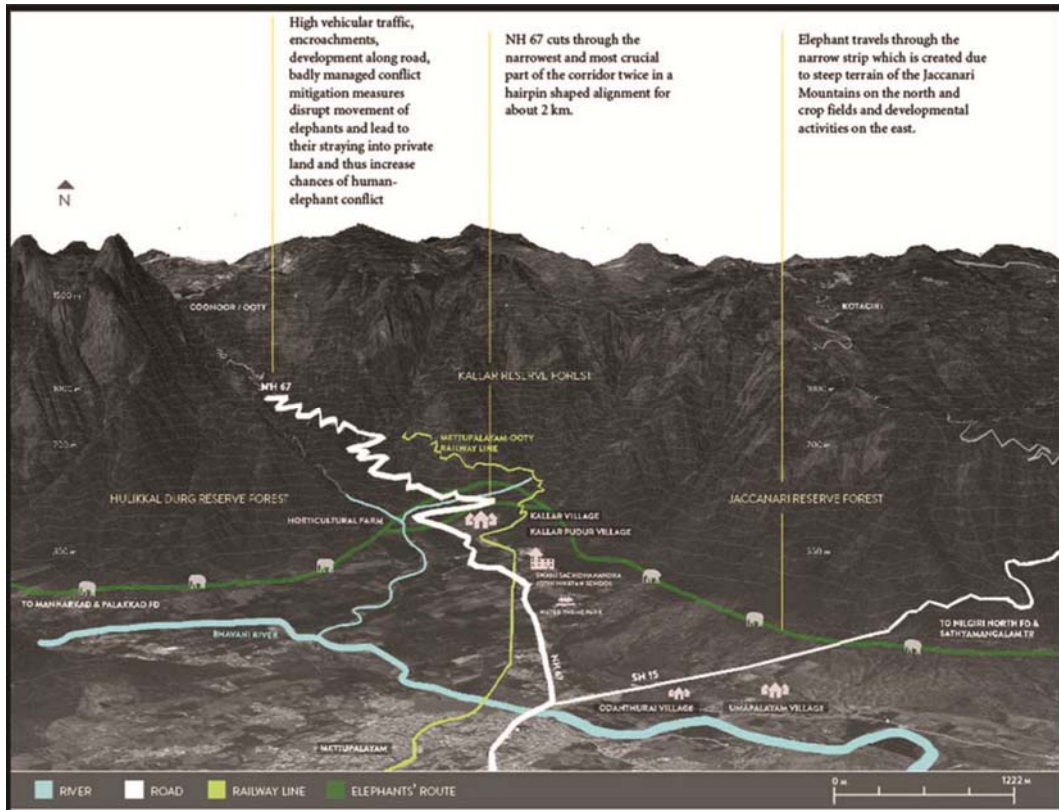 High vehicular traffic,
encroachments,
development along road,
badly managed conflict
mitigation measures
disrupt movement of
elephants and lead to
their straying into private
land and thus increase
chances of human-
elephant conflict
NH 67 cuts through the
narrowest and most crucial
part of the corridor twice in a
hairpin shaped alignment for
about 2 km.
Elephant travels through the
narrow strip which is created due
to steep terrain of the Jaccanari
Mountains on the north and
crop fields and developmental
activities on the east.
N
COONOOR / OOTY
KOTAGIRI
NH 67
KALLAR RESERVE FOREST
METTUPALAYAM-OOTY
RAILWAY LINE
HULIKKAL DURG RESERVE FOREST
JACCANARI RESERVE FOREST
HORTICULTURAL FARM
KALLAR VILLAGE
KALLAR PUDUR VILLAGE
WATER THEME PARK
TO MANNARKAD & PALAKKAD FD
BHAVANI RIVER
TO NILGIRI NORTH FD &
SATHYAMANGALAM TR
NH 67
SH 15
ODANTHURAI VILLAGE
UMAPALAYAM VILLAGE
METTUPALAYAM
RIVER
ROAD
RAILWAY LINE
ELEPHANTS' ROUTE
0 M
1222 M